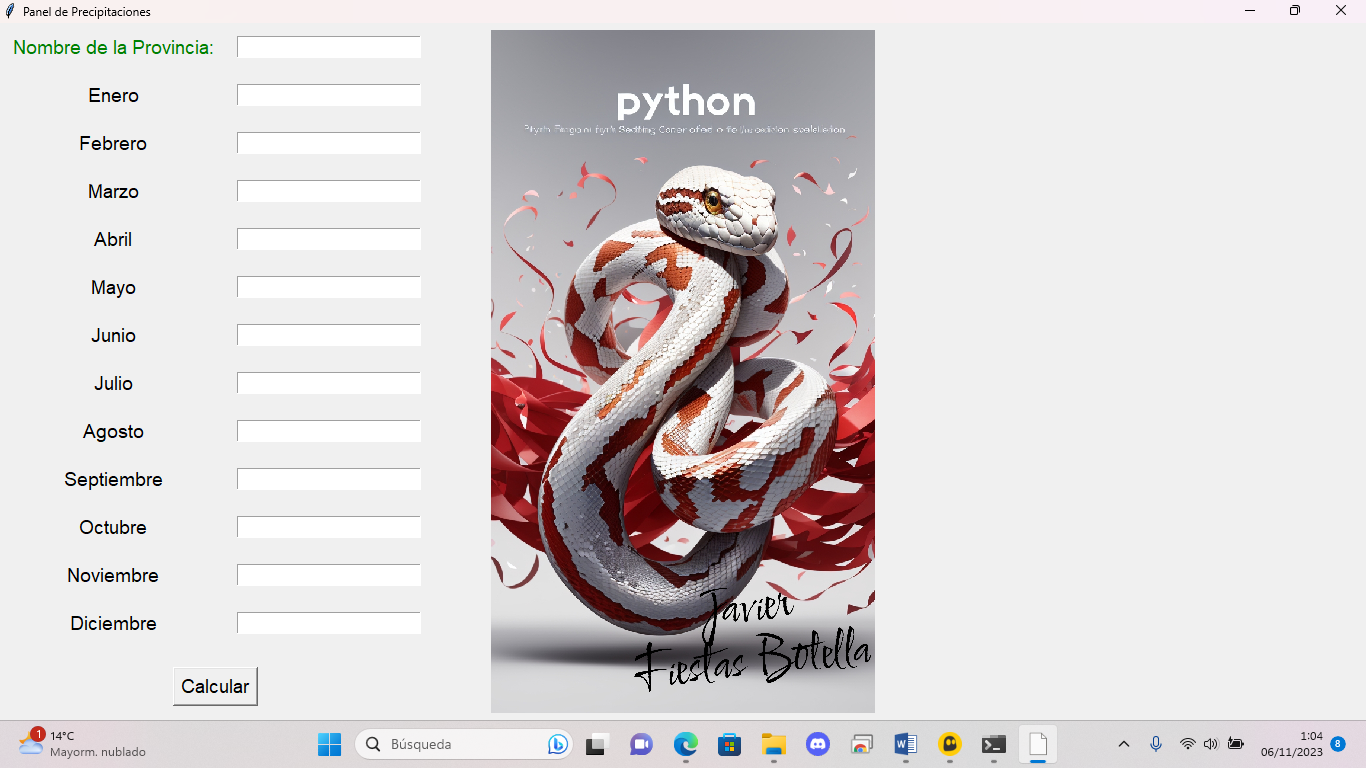 Panel de Precipitaciones
Nombre de la Provincia:
Enero
Febrero
Marzo
Abril
Mayo
Junio
Julio
Agosto
Septiembre
Octubre
Noviembre
Diciembre
Calcular
python
Javier
Fiestas Botella
1
14°C
Mayorm. nublado
Búsqueda
1:04
06/11/2023
8